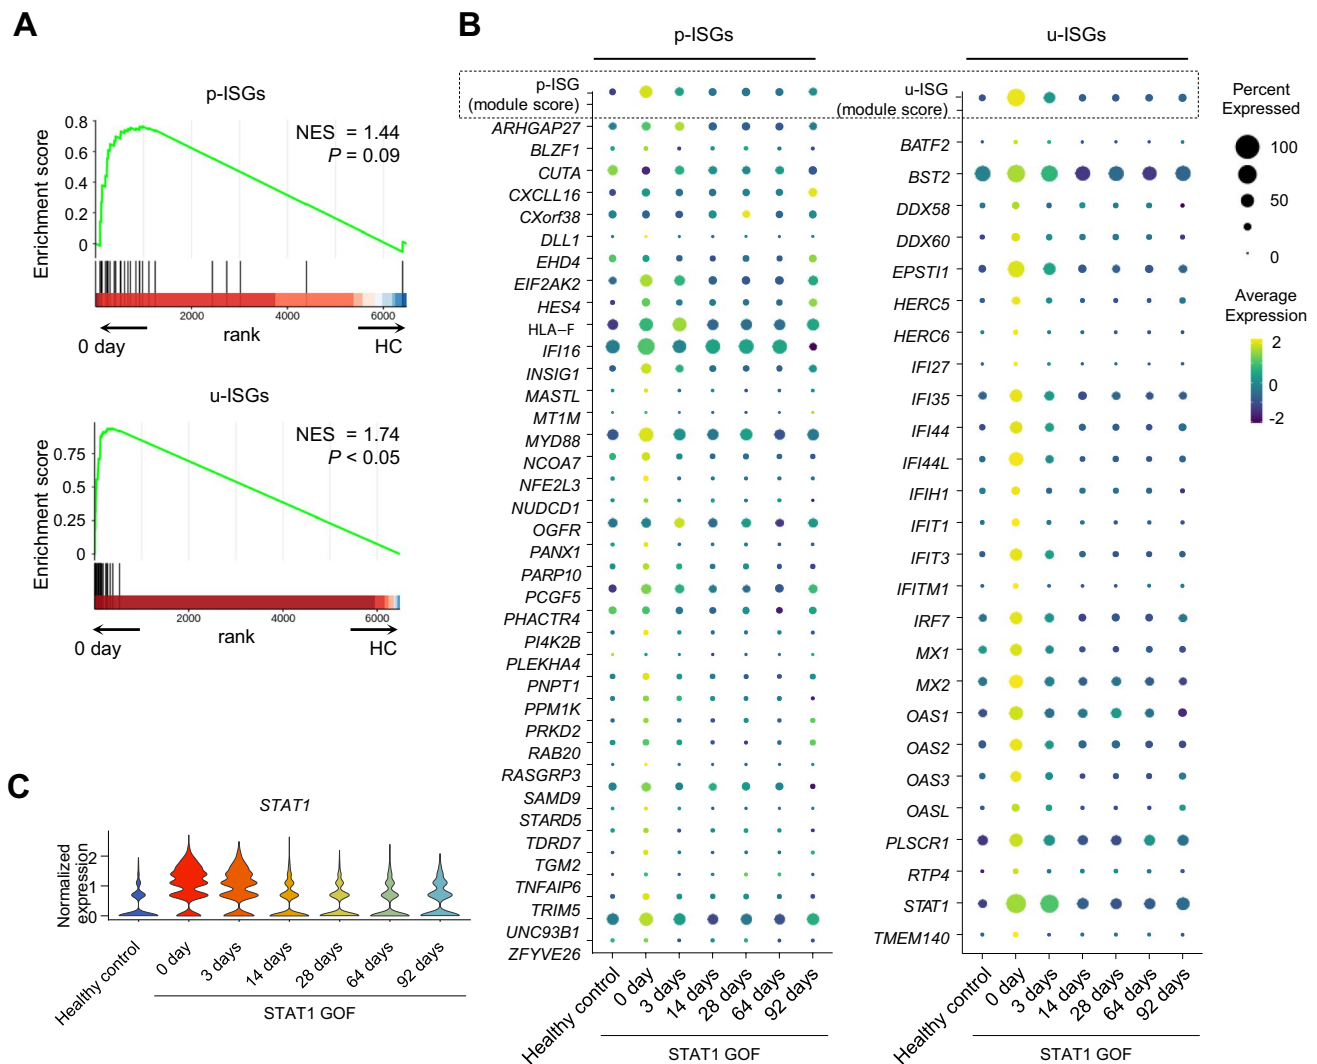 A
p-ISGs
NES = 1.44
P = 0.09
Enrichment score
0.8
0.6
0.4
0.2
0
2000
4000
6000
rank
0 day
HC
u-ISGs
NES = 1.74
P < 0.05
Enrichment score
0.75
0.5
0.25
0
2000
4000
6000
rank
0 day
HC
B
p-ISGs
p-ISG
(module score)
ARHGAP27
BLZF1
CUTA
CXCLL16
CXorf38
DLL1
EHD4
EIF2AK2
HES4
HLA–F
IFI16
INSIG1
MASTL
MT1M
MYD88
NCOA7
NFE2L3
NUDCD1
OGFR
PANX1
PARP10
PCGF5
PHACTR4
PI4K2B
PLEKHA4
PNPT1
PPM1K
PRKD2
RAB20
RASGRP3
SAMD9
STARD5
TDRD7
TGM2
TNFAIP6
TRIM5
UNC93B1
ZFYVE26
Healthy control
0 day
3 days
14 days
28 days
64 days
92 days
STAT1 GOF
u-ISGs
u-ISG
(module score)
BATF2
BST2
DDX58
DDX60
EPSTI1
HERC5
HERC6
IFI27
IFI35
IFI44
IFI44L
IFIH1
IFIT1
IFIT3
IFITM1
IRF7
MX1
MX2
OAS1
OAS2
OAS3
OASL
PLSCR1
RTP4
STAT1
TMEM140
Healthy control
0 day
3 days
14 days
28 days
64 days
92 days
STAT1 GOF
Percent
Expressed
100
50
0
Average
Expression
2
0
-2
C
STAT1
Normalized
expression
2
1
0
Healthy control
0 day
3 days
14 days
28 days
64 days
92 days
STAT1 GOF